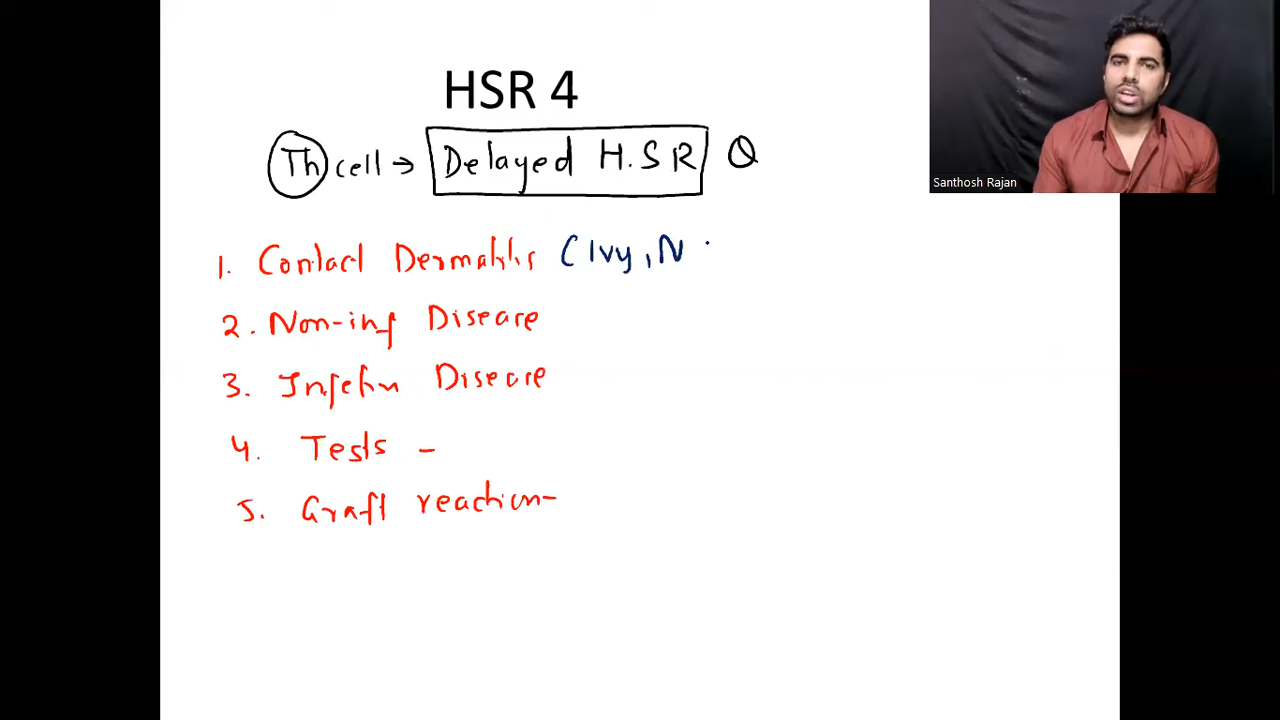 HSR 4
Th cell → Delayed H.S R Q
1. Contact Dermatitis ( Ivy, N
2. Non-inf Disease
3. Infectn Disease
4. Tests -
5. Graft reaction-
Santhosh Rajan